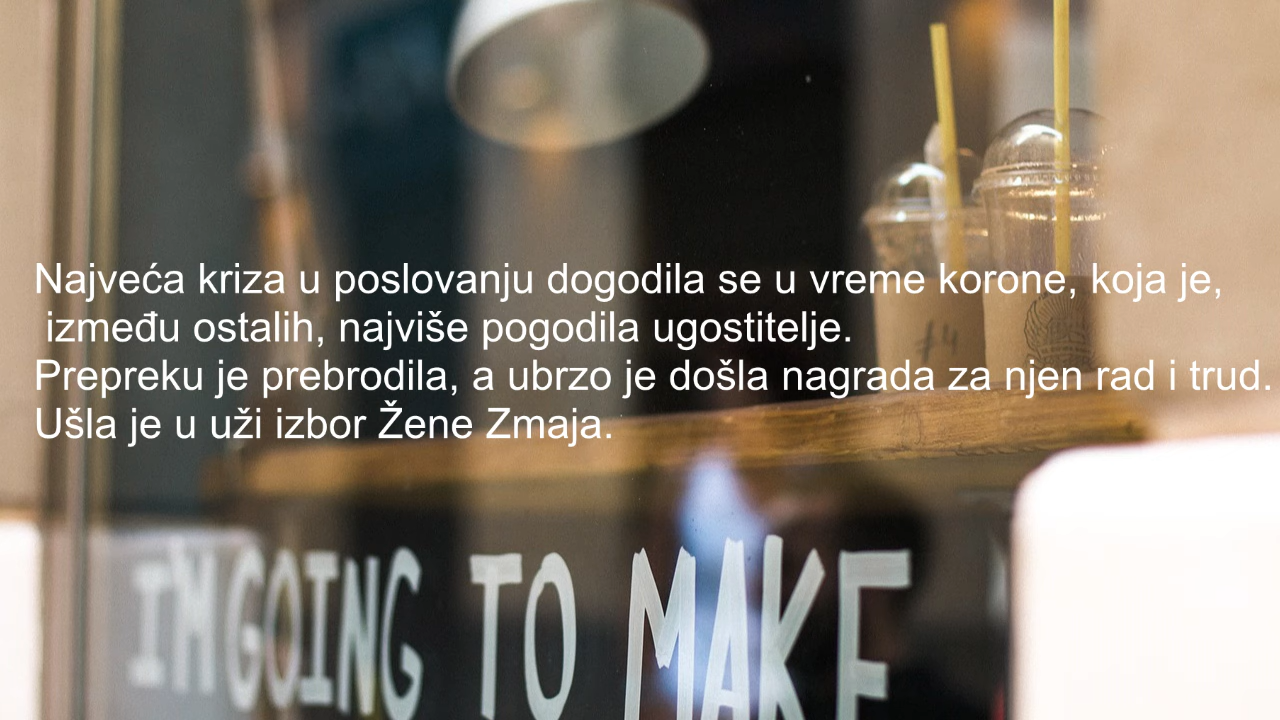 Najveća kriza u poslovanju dogodila se u vreme korone, koja je,
između ostalih, najviše pogodila ugostitelje.
Prepreku je prebrodila, a ubrzo je došla nagrada za njen rad i trud.
Ušla je u uži izbor Žene Zmaja.
#4
I'M GOING TO MAKE